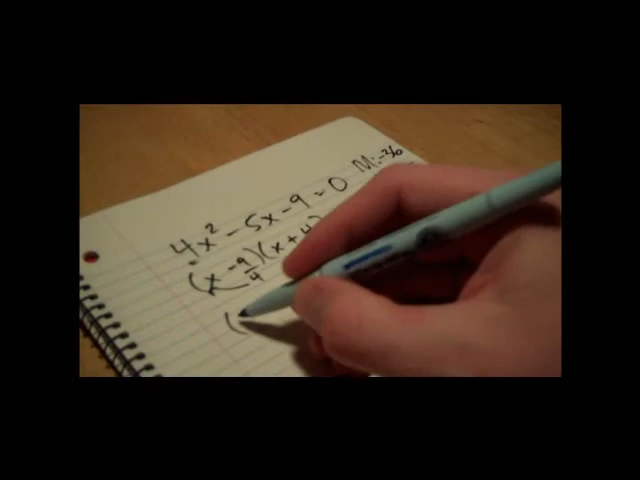 4x² - 5x - 9 = 0 M: -36
(x - 9/4)(x + 4
(